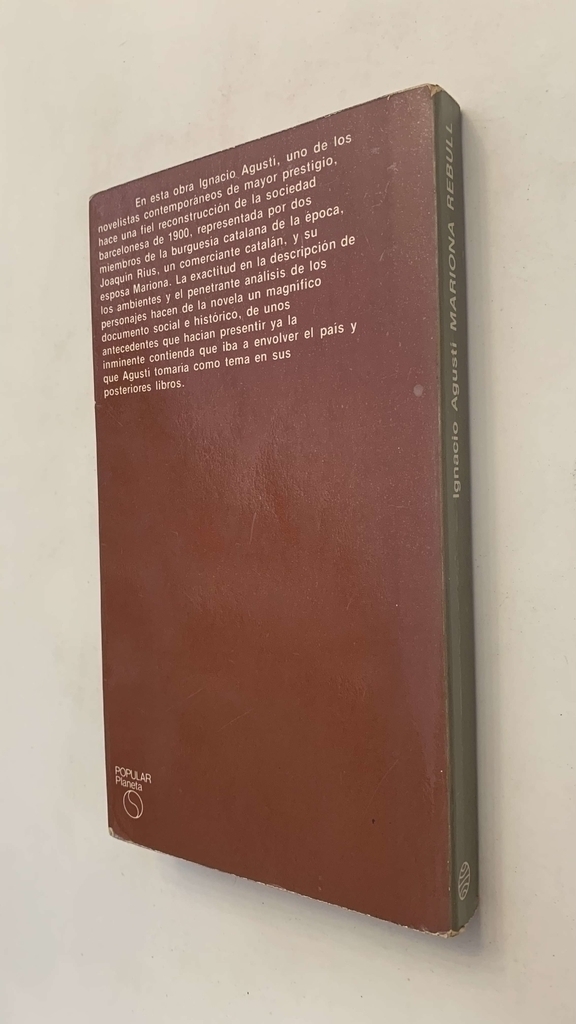 En esta obra Ignacio Agustí, uno de los
novelistas contemporáneos de mayor prestigio,
hace una fiel reconstrucción de la sociedad
barcelonesa de 1900, representada por dos
miembros de la burguesía catalana de la época,
Joaquín Rius, un comerciante catalán, y su
esposa Mariona. La exactitud en la descripción de
los ambientes y el penetrante análisis de los
personajes hacen de la novela un magnífico
documento social e histórico, de unos
antecedentes que hacían presentir ya la
inminente contienda que iba a envolver el país y
que Agustí tomaría como tema en sus
posteriores libros.
POPULAR
Planeta
Ignacio Agustí MARIONA REBULL